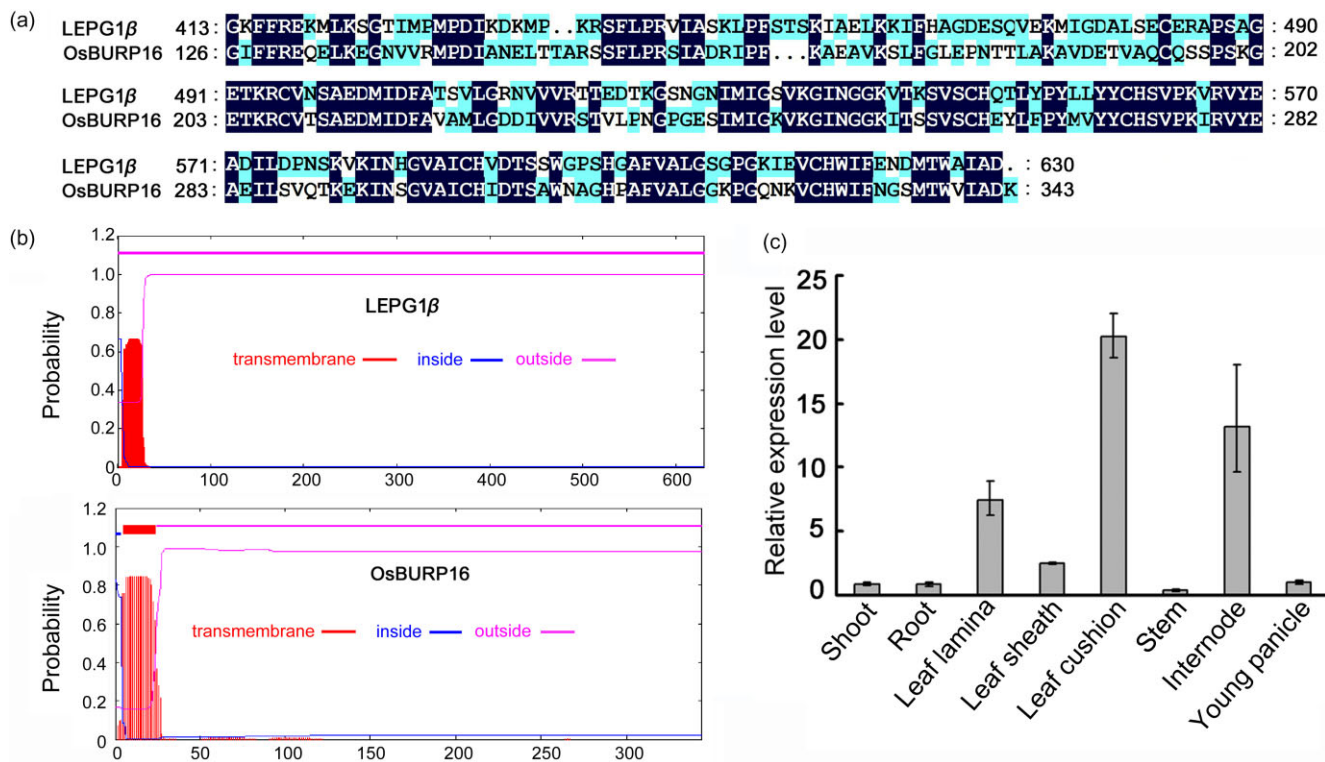 (a)
LEPG1β 413 : GKFFREKMLKSGTIMPMPDIKDKMP..KRSFLPRVIASKLPFSTSKIAELKKIFHAGDESQVEKMIGDALSECERAPSAG : 490
OsBURP16 126 : GIFFREQELKEGNVVRMPDIANELTTARSSFLPRSIADRIPF...KAEAVKSLFGLEPNTTLAKAVDETVAQCQSSPSKG : 202
LEPG1β 491 : ETKRCVNSAEDMIDFATSVLGRNVVVRTTEDTKGSNGNIMIGSVKGINGGKVTKSVSCHQTLYPYLLYYCHSVPKVRVYE : 570
OsBURP16 203 : ETKRCVTSAEDMIDFAVAMLGDDIVVRSTVLPNGPGESIMIGKVKGINGGKITSSVSCHEYLFPYMVYYCHSVPKIRVYE : 282
LEPG1β 571 : ADILDPNSKVKINHGVAICHVDTSSWGPSHGAFVALGSGPGKIEVCHWIFENDMTWAIAD. : 630
OsBURP16 283 : AEILSVQTKEKINSGVAICHIDTSAWNAGHPAFVALGGKPGQNKVCHWIFNGSMTWVIADK : 343
(b)
1.2
1.0
0.8
0.6
0.4
0.2
0
Probability
LEPG1β
transmembrane inside outside
0 100 200 300 400 500 600
1.2
1.0
0.8
0.6
0.4
0.2
0
Probability
OsBURP16
transmembrane inside outside
0 50 100 150 200 250 300
(c)
25
20
15
10
5
0
Relative expression level
Shoot
Root
Leaf lamina
Leaf sheath
Leaf cushion
Stem
Internode
Young panicle